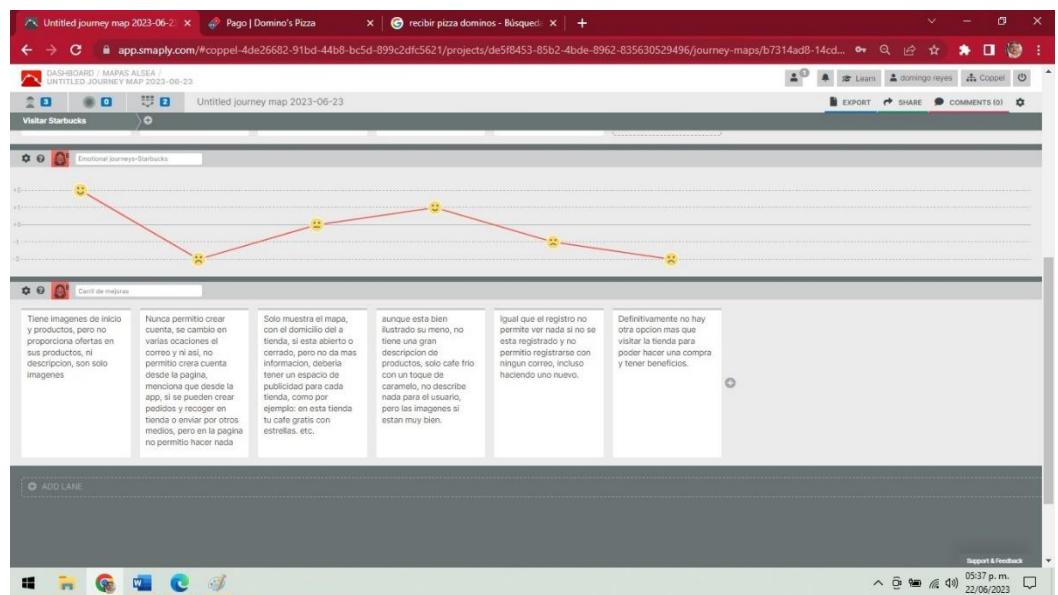 Untitled journey map 2023-06-2
Pago | Domino's Pizza
recibir pizza dominos - Búsqued
app.smaply.com/#coppel-4de26682-91bd-44b8-bc5d-899c2dfc5621/projects/de5f8453-85b2-4bde-8962-835630529496/journey-maps/b7314ad8-14cd...
DASHBOARD / MAPAS ALSEA /
UNTITLED JOURNEY MAP 2023-06-23
1
Learn
domingo reyes
Coppel
3
0
2
Untitled journey map 2023-06-23
EXPORT
SHARE
COMMENTS (0)
Visitar Starbucks
Emotional journeys-Starbucks
+2
+1
+0
-1
-2
Carril de mejoras
Tiene imagenes de inicio
y productos, pero no
proporciona ofertas en
sus productos, ni
descripcion, son solo
imagenes
Nunca permitio crear
cuenta, se cambio en
varias ocaciones el
correo y ni asi, no
permitio crera cuenta
desde la pagina,
menciona que desde la
app, si se pueden crear
pedidos y recoger en
tienda o enviar por otros
medios, pero en la pagina
no permitio hacer nada
Solo muestra el mapa,
con el domicilio del a
tienda, si esta abierto o
cerrado, pero no da mas
informacion, deberia
tener un espacio de
publicidad para cada
tienda, como por
ejemplo: en esta tienda
tu cafe gratis con
estrellas. etc.
aunque esta bien
ilustrado su meno, no
tiene una gran
descripcion de
productos, solo cafe frio
con un toque de
caramelo, no describe
nada para el usuario,
pero las imagenes si
estan muy bien.
Igual que el registro no
permite ver nada si no se
esta registrado y no
permitio registrarse con
ningun correo, incluso
haciendo uno nuevo.
Definitivamente no hay
otra opcion mas que
visitar la tienda para
poder hacer una compra
y tener beneficios.
ADD LANE
Support & Feedback
05:37 p. m.
22/06/2023